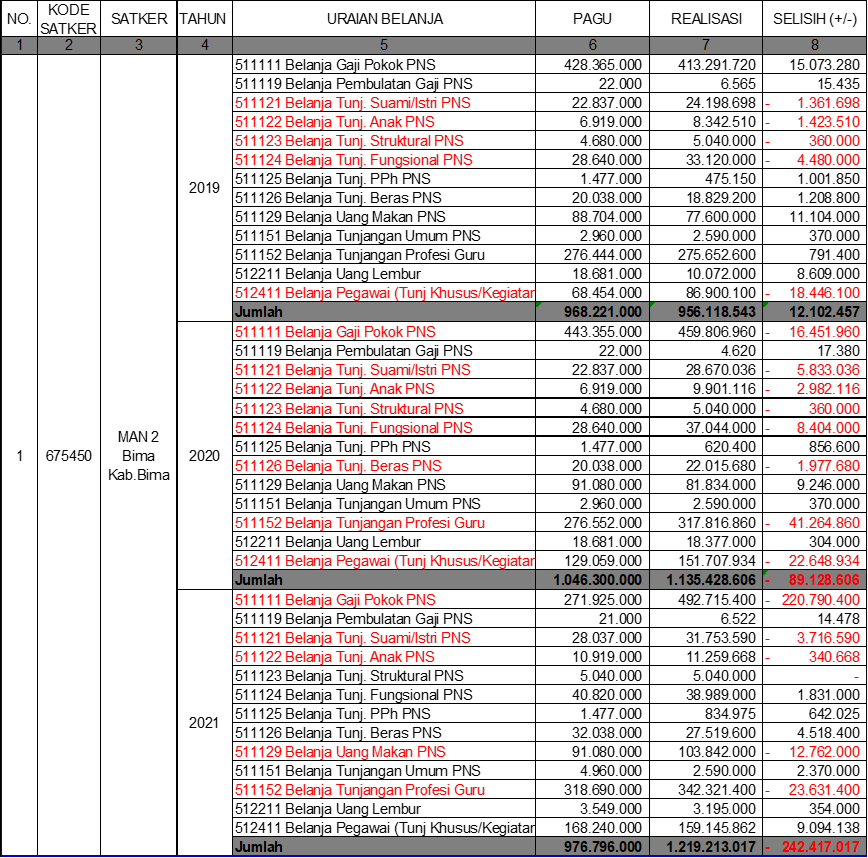 NO. KODE SATKER SATKER TAHUN URAIAN BELANJA PAGU REALISASI SELISIH (+/-)
1 2 3 4 5 6 7 8
511111 Belanja Gaji Pokok PNS 428.365.000 413.291.720 15.073.280
511119 Belanja Pembulatan Gaji PNS 22.000 6.565 15.435
511121 Belanja Tunj. Suami/Istri PNS 22.837.000 24.198.698 - 1.361.698
511122 Belanja Tunj. Anak PNS 6.919.000 8.342.510 - 1.423.510
511123 Belanja Tunj. Struktural PNS 4.680.000 5.040.000 - 360.000
511124 Belanja Tunj. Fungsional PNS 28.640.000 33.120.000 - 4.480.000
511125 Belanja Tunj. PPh PNS 1.477.000 475.150 1.001.850
2019 511126 Belanja Tunj. Beras PNS 20.038.000 18.829.200 1.208.800
511129 Belanja Uang Makan PNS 88.704.000 77.600.000 11.104.000
511151 Belanja Tunjangan Umum PNS 2.960.000 2.590.000 370.000
511152 Belanja Tunjangan Profesi Guru 276.444.000 275.652.600 791.400
512211 Belanja Uang Lembur 18.681.000 10.072.000 8.609.000
512411 Belanja Pegawai (Tunj Khusus/Kegiatan 68.454.000 86.900.100 - 18.446.100
Jumlah 968.221.000 956.118.543 12.102.457
511111 Belanja Gaji Pokok PNS 443.355.000 459.806.960 - 16.451.960
511119 Belanja Pembulatan Gaji PNS 22.000 4.620 17.380
511121 Belanja Tunj. Suami/Istri PNS 22.837.000 28.670.036 - 5.833.036
511122 Belanja Tunj. Anak PNS 6.919.000 9.901.116 - 2.982.116
511123 Belanja Tunj. Struktural PNS 4.680.000 5.040.000 - 360.000
511124 Belanja Tunj. Fungsional PNS 28.640.000 37.044.000 - 8.404.000
511125 Belanja Tunj. PPh PNS 1.477.000 620.400 856.600
1 675450 MAN 2 Bima Kab.Bima 2020 511126 Belanja Tunj. Beras PNS 20.038.000 22.015.680 - 1.977.680
511129 Belanja Uang Makan PNS 91.080.000 81.834.000 9.246.000
511151 Belanja Tunjangan Umum PNS 2.960.000 2.590.000 370.000
511152 Belanja Tunjangan Profesi Guru 276.552.000 317.816.860 - 41.264.860
512211 Belanja Uang Lembur 18.681.000 18.377.000 304.000
512411 Belanja Pegawai (Tunj Khusus/Kegiatan 129.059.000 151.707.934 - 22.648.934
Jumlah 1.046.300.000 1.135.428.606 - 89.128.606
511111 Belanja Gaji Pokok PNS 271.925.000 492.715.400 - 220.790.400
511119 Belanja Pembulatan Gaji PNS 21.000 6.522 14.478
511121 Belanja Tunj. Suami/Istri PNS 28.037.000 31.753.590 - 3.716.590
511122 Belanja Tunj. Anak PNS 10.919.000 11.259.668 - 340.668
511123 Belanja Tunj. Struktural PNS 5.040.000 5.040.000 -
511124 Belanja Tunj. Fungsional PNS 40.820.000 38.989.000 1.831.000
511125 Belanja Tunj. PPh PNS 1.477.000 834.975 642.025
2021 511126 Belanja Tunj. Beras PNS 32.038.000 27.519.600 4.518.400
511129 Belanja Uang Makan PNS 91.080.000 103.842.000 - 12.762.000
511151 Belanja Tunjangan Umum PNS 4.960.000 2.590.000 2.370.000
511152 Belanja Tunjangan Profesi Guru 318.690.000 342.321.400 - 23.631.400
512211 Belanja Uang Lembur 3.549.000 3.195.000 354.000
512411 Belanja Pegawai (Tunj Khusus/Kegiatan 168.240.000 159.145.862 9.094.138
Jumlah 976.796.000 1.219.213.017 - 242.417.017